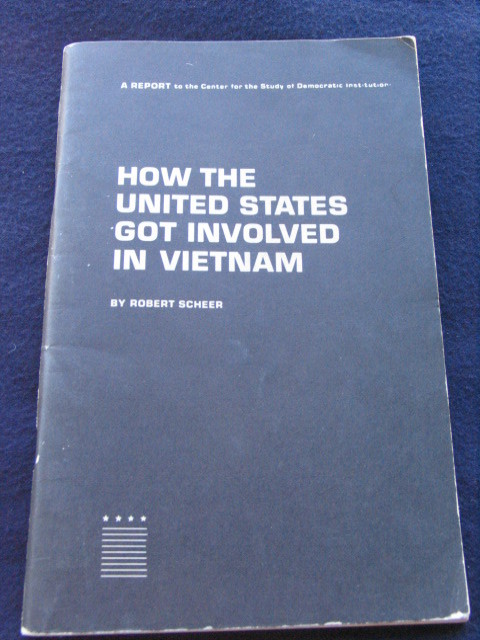 A REPORT to the Center for the Study of Democratic Institution
HOW THE
UNITED STATES
GOT INVOLVED
IN VIETNAM
BY ROBERT SCHEER